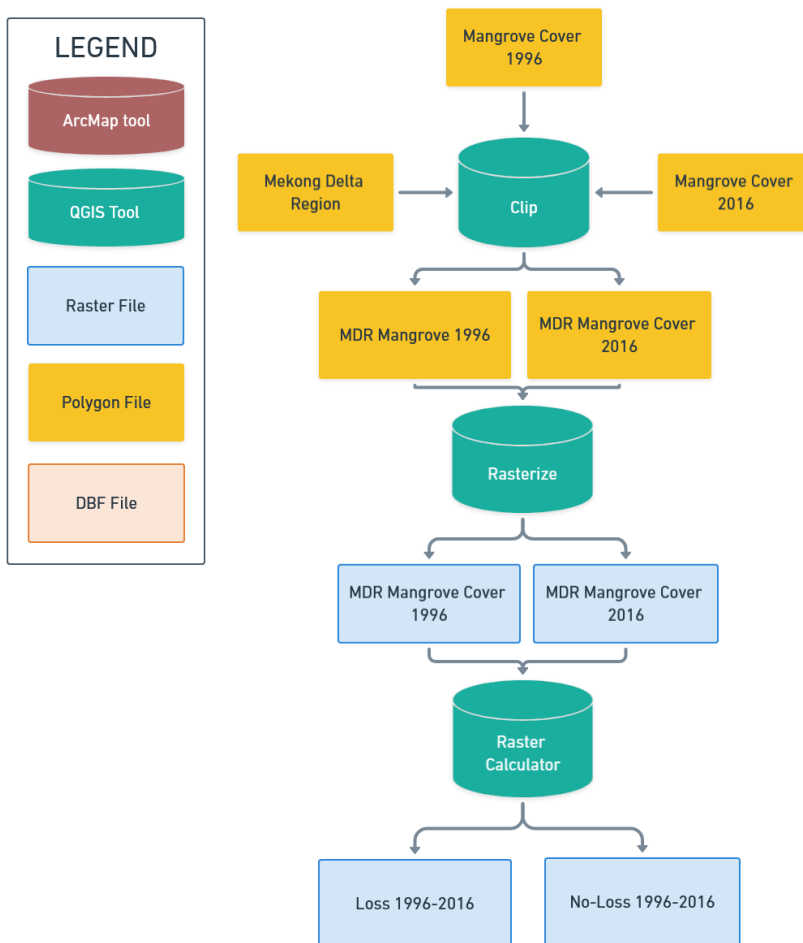 LEGEND
ArcMap tool
QGIS Tool
Raster File
Polygon File
DBF File
Mangrove Cover
1996
Mekong Delta
Region
Clip
Mangrove Cover
2016
MDR Mangrove 1996
MDR Mangrove Cover
2016
Rasterize
MDR Mangrove Cover
1996
MDR Mangrove Cover
2016
Raster
Calculator
Loss 1996-2016
No-Loss 1996-2016